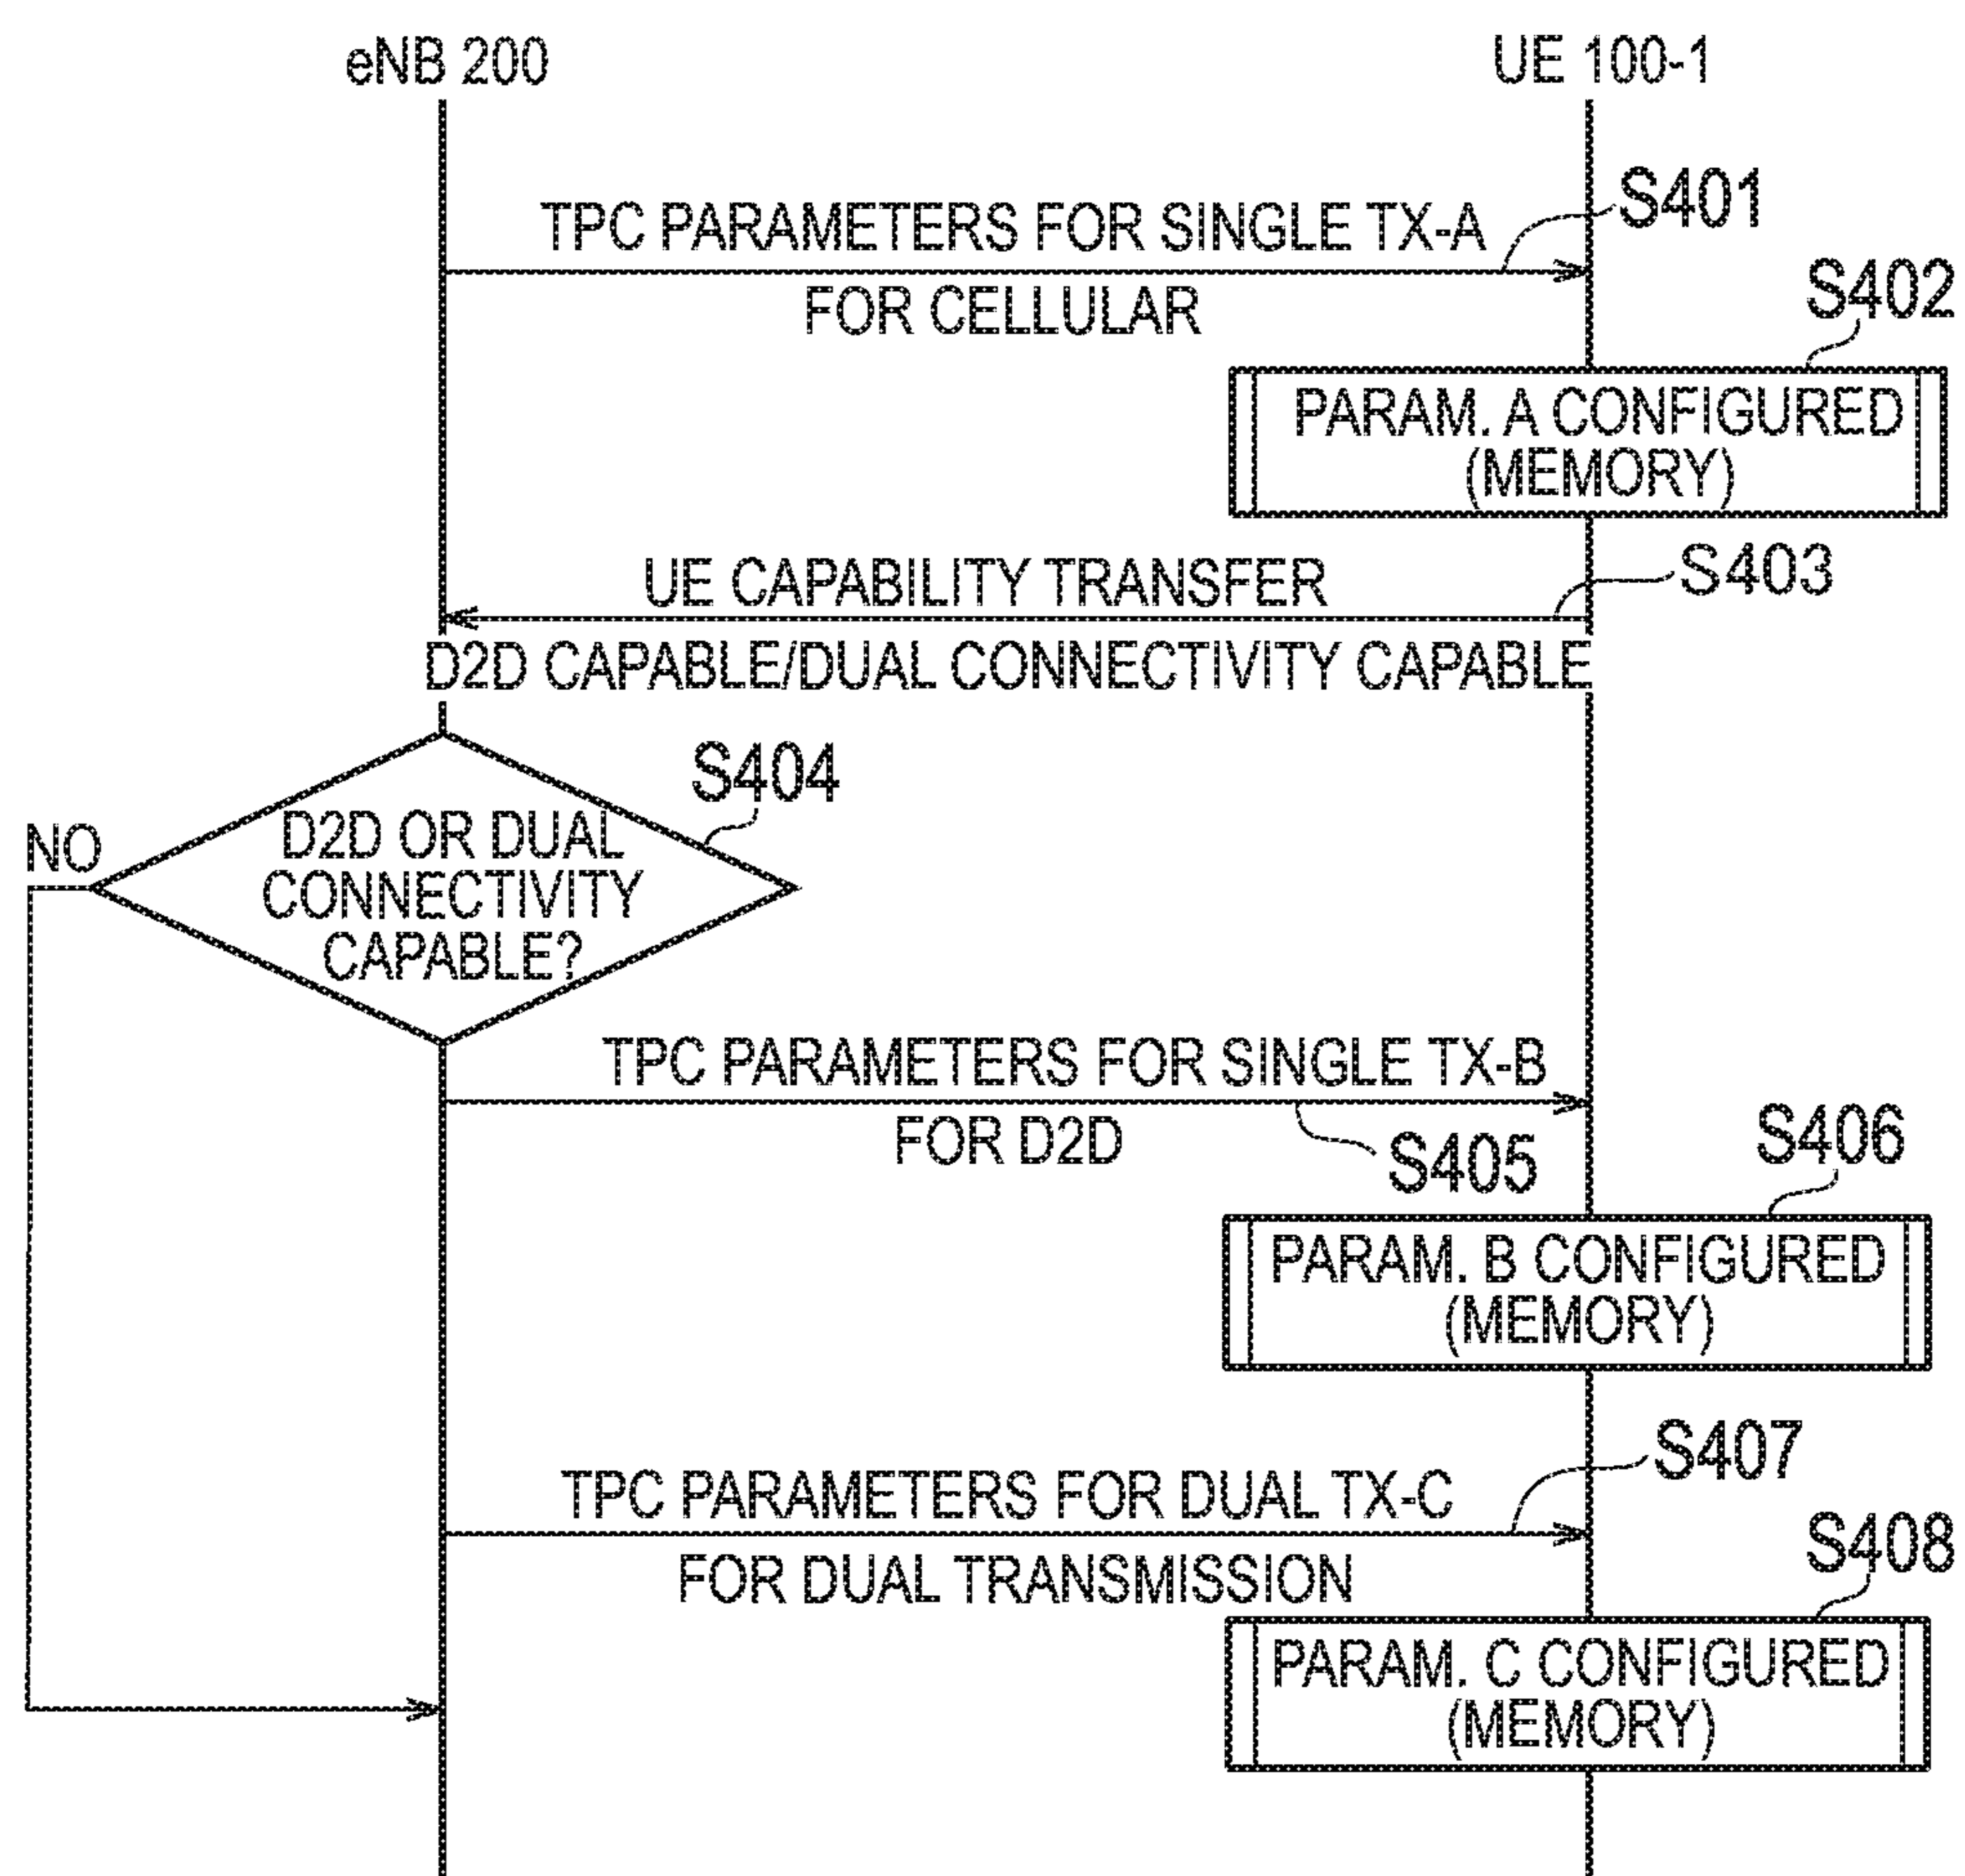 eNB 200
UE 100-1
TPC PARAMETERS FOR SINGLE TX-A
S401
FOR CELLULAR
S402
PARAM. A CONFIGURED
(MEMORY)
UE CAPABILITY TRANSFER
S403
D2D CAPABLE/DUAL CONNECTIVITY CAPABLE
S404
NO
D2D OR DUAL
CONNECTIVITY
CAPABLE?
TPC PARAMETERS FOR SINGLE TX-B
FOR D2D
S405
S406
PARAM. B CONFIGURED
(MEMORY)
S407
TPC PARAMETERS FOR DUAL TX-C
FOR DUAL TRANSMISSION
S408
PARAM. C CONFIGURED
(MEMORY)